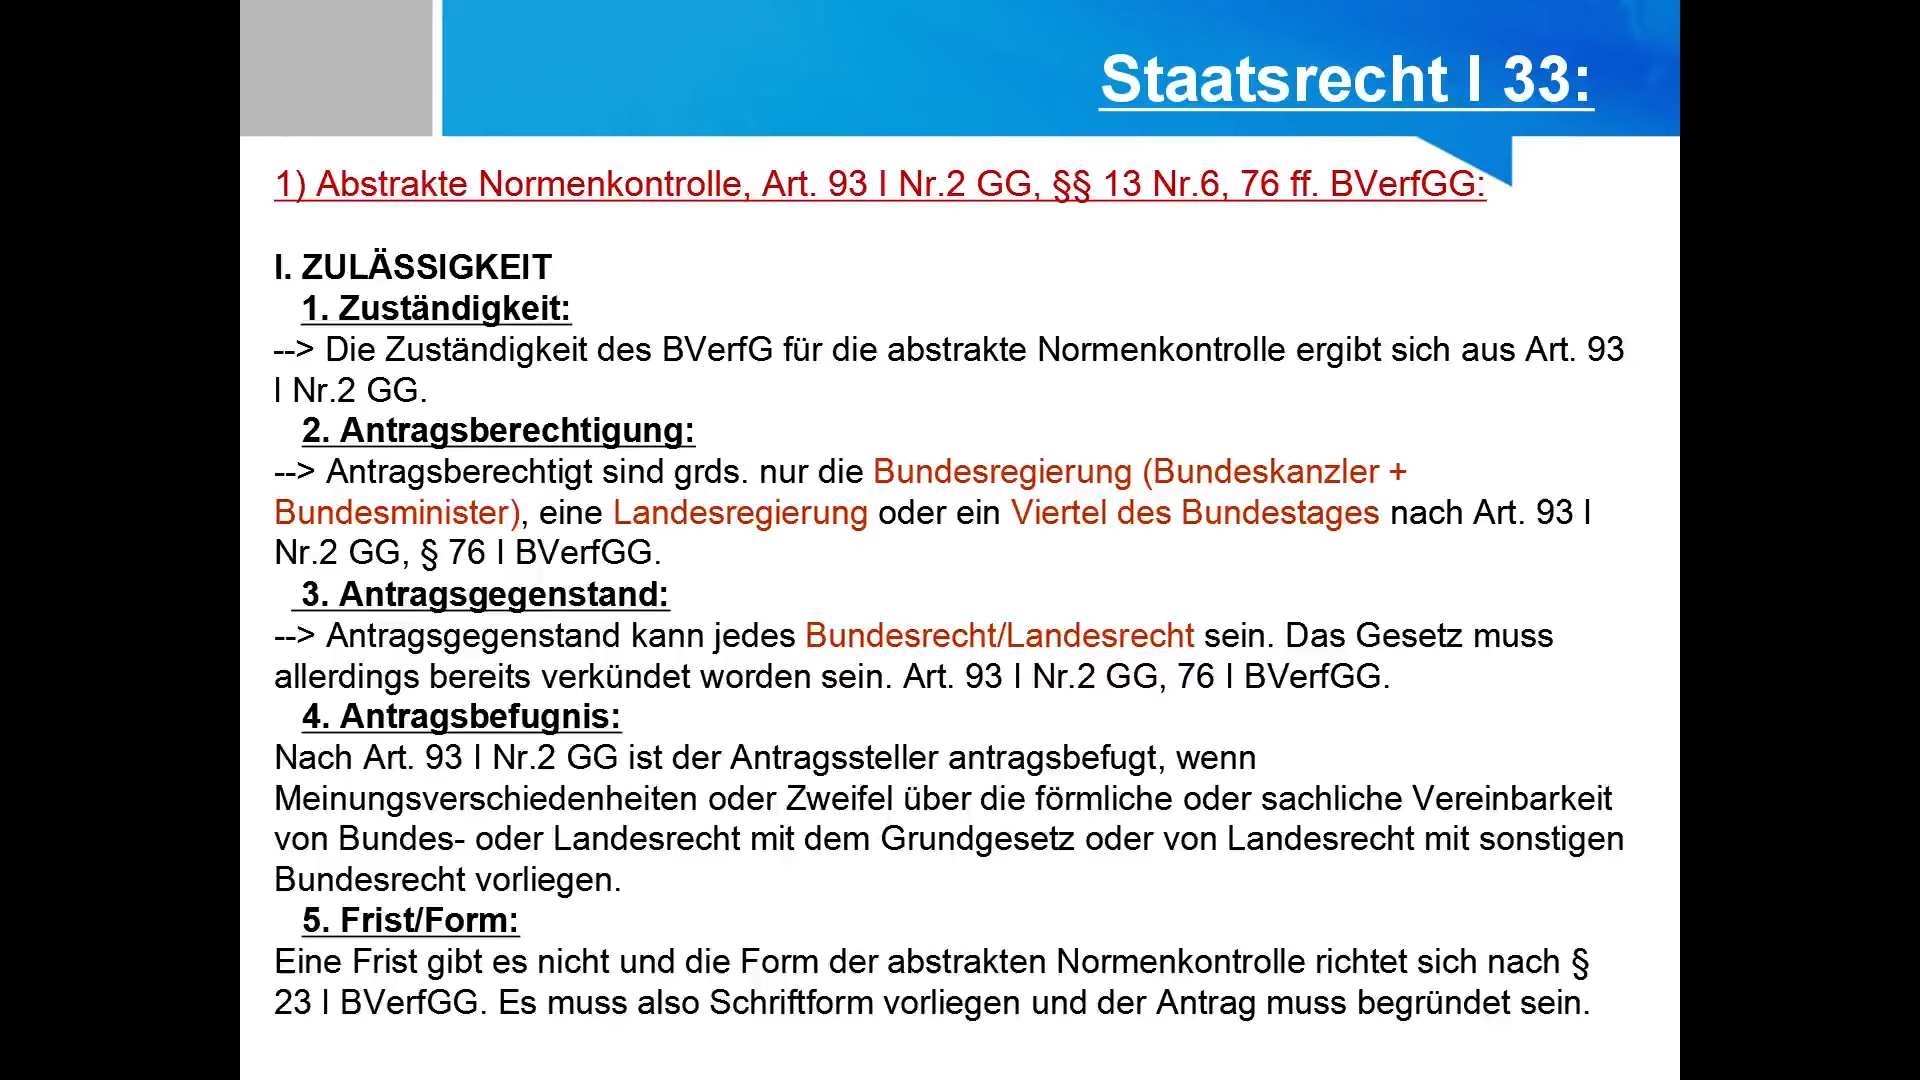 Staatsrecht I 33:
1) Abstrakte Normenkontrolle, Art. 93 I Nr.2 GG, §§ 13 Nr.6, 76 ff. BVerfGG:
I. ZULÄSSIGKEIT
1. Zuständigkeit:
--> Die Zuständigkeit des BVerfG für die abstrakte Normenkontrolle ergibt sich aus Art. 93
I Nr.2 GG.
2. Antragsberechtigung:
--> Antragsberechtigt sind grds. nur die Bundesregierung (Bundeskanzler +
Bundesminister), eine Landesregierung oder ein Viertel des Bundestages nach Art. 93 I
Nr.2 GG, § 76 I BVerfGG.
3. Antragsgegenstand:
--> Antragsgegenstand kann jedes Bundesrecht/Landesrecht sein. Das Gesetz muss
allerdings bereits verkündet worden sein. Art. 93 I Nr.2 GG, 76 I BVerfGG.
4. Antragsbefugnis:
Nach Art. 93 I Nr.2 GG ist der Antragssteller antragsbefugt, wenn
Meinungsverschiedenheiten oder Zweifel über die förmliche oder sachliche Vereinbarkeit
von Bundes- oder Landesrecht mit dem Grundgesetz oder von Landesrecht mit sonstigen
Bundesrecht vorliegen.
5. Frist/Form:
Eine Frist gibt es nicht und die Form der abstrakten Normenkontrolle richtet sich nach §
23 I BVerfGG. Es muss also Schriftform vorliegen und der Antrag muss begründet sein.